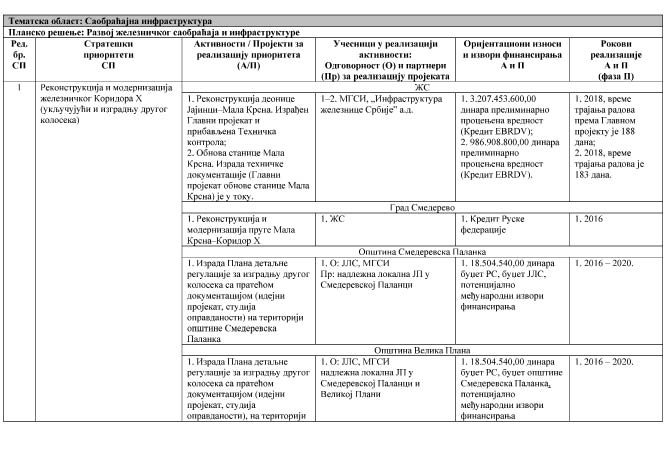 Тематска област: Саобраћајна инфраструктура
Планско решење: Развој железничког саобраћаја и инфраструктуре
Ред. бр. СП
Стратешки приоритети СП
Активности / Пројекти за реализацију приоритета (А/П)
Учесници у реализацији активности: Одговорност (О) и партнери (Пр) за реализацију пројеката
Оријентациони износи и извори финансирања А и П
Рокови реализације А и П (фаза П)
1
Реконструкција и модернизација
железничког Коридора X
(укључујући и изградњу другог
колосека)
ЖС
1. Реконструкција деонице
Јајинци–Мала Крсна. Израђен
Главни пројекат и
прибављена Техничка
контрола;
2. Обнова станице Мала
Крсна. Израда техничке
документације (Главни
пројекат обнове станице Мала
Крсна) је у току.
1–2. МГСИ, „Инфраструктура
железнице Србије" а.д.
1. 3.207.453.600,00
динара прелиминарно
процењена вредност
(Кредит EBRDV);
2. 986,908.800,00 динара
прелиминарно
процењена вредност
(Кредит EBRDV).
1. 2018, време
трајања радова
према Главном
пројекту је 188
дана;
2. 2018, време
трајања радова је
183 дана.
Град Смедерево
1. Реконструкција и
модернизација пруге Мала
Крсна–Коридор X
1. ЖС
1. Кредит Руске
федерације
1. 2016
Општина Смедеревска Паланка
1. Израда Плана детаљне
регулације за изградњу другог
колосека са пратећом
документацијом (идејни
пројекат, студија
оправданости) на територији
општине Смедеревска
Паланка
1. О: ЈЛС, МГСИ
Пр: надлежна локална ЈП у
Смедеревској Паланци
1. 18.504.540,00 динара
буџет РС, буџет ЈЛС,
потенцијално
међународни извори
финансирања
1. 2016 – 2020.
Општина Велика Плана
1. Израда Плана детаљне
регулације за изградњу другог
колосека са пратећом
документацијом (идејни
пројекат, студија
оправданости), на територији
1. О: ЈЛС, МГСИ
надлежна локална ЈП у
Смедеревској Паланци и
Великој Плани
1. 18.504.540,00 динара
буџет РС, буџет општине
Смедеревска Паланка,
потенцијално
међународни извори
финансирања
1. 2016 – 2020.